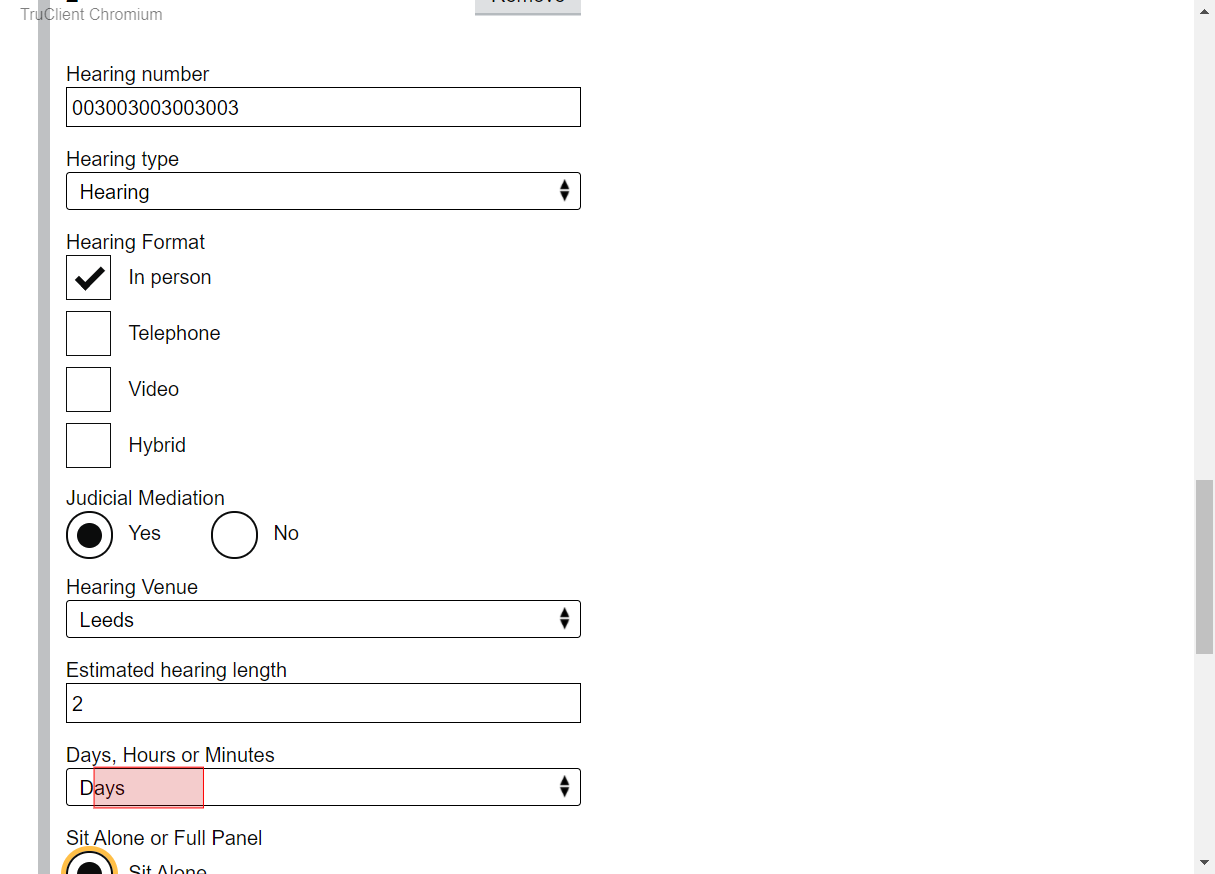 Remove
TruClient Chromium
Hearing number
003003003003003
Hearing type
Hearing
Hearing Format
In person
Telephone
Video
Hybrid
Judicial Mediation
Yes No
Hearing Venue
Leeds
Estimated hearing length
2
Days, Hours or Minutes
Days
Sit Alone or Full Panel
Sit Alone